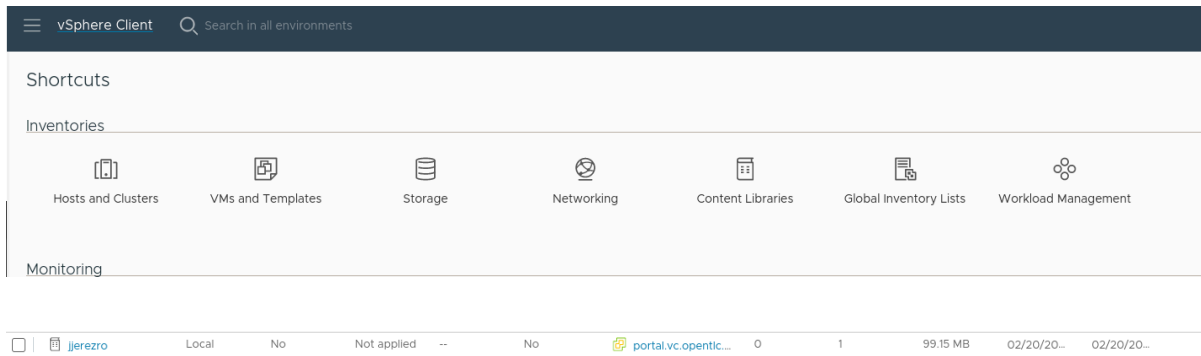 vSphere Client Search in all environments
Shortcuts
Inventories
Hosts and Clusters VMs and Templates Storage Networking Content Libraries Global Inventory Lists Workload Management
Monitoring
jjerezro Local No Not applied -- No portal.vc.opentlc.... 0 1 99.15 MB 02/20/20... 02/20/20...